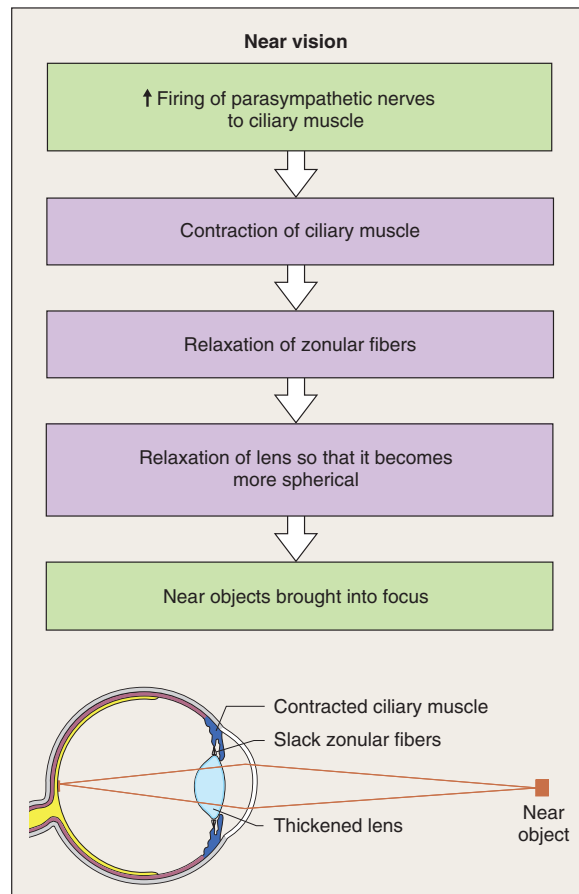 Near vision
↑ Firing of parasympathetic nerves
to ciliary muscle
Contraction of ciliary muscle
Relaxation of zonular fibers
Relaxation of lens so that it becomes
more spherical
Near objects brought into focus
Contracted ciliary muscle
Slack zonular fibers
Thickened lens
Near
object